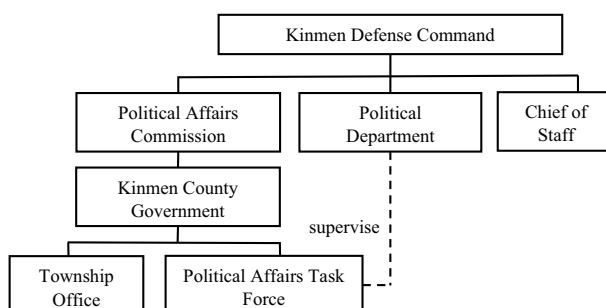 Kinmen Defense Command
Political Affairs
Commission
Political
Department
Chief of
Staff
Kinmen County
Government
supervise
Township
Office
Political Affairs Task
Force